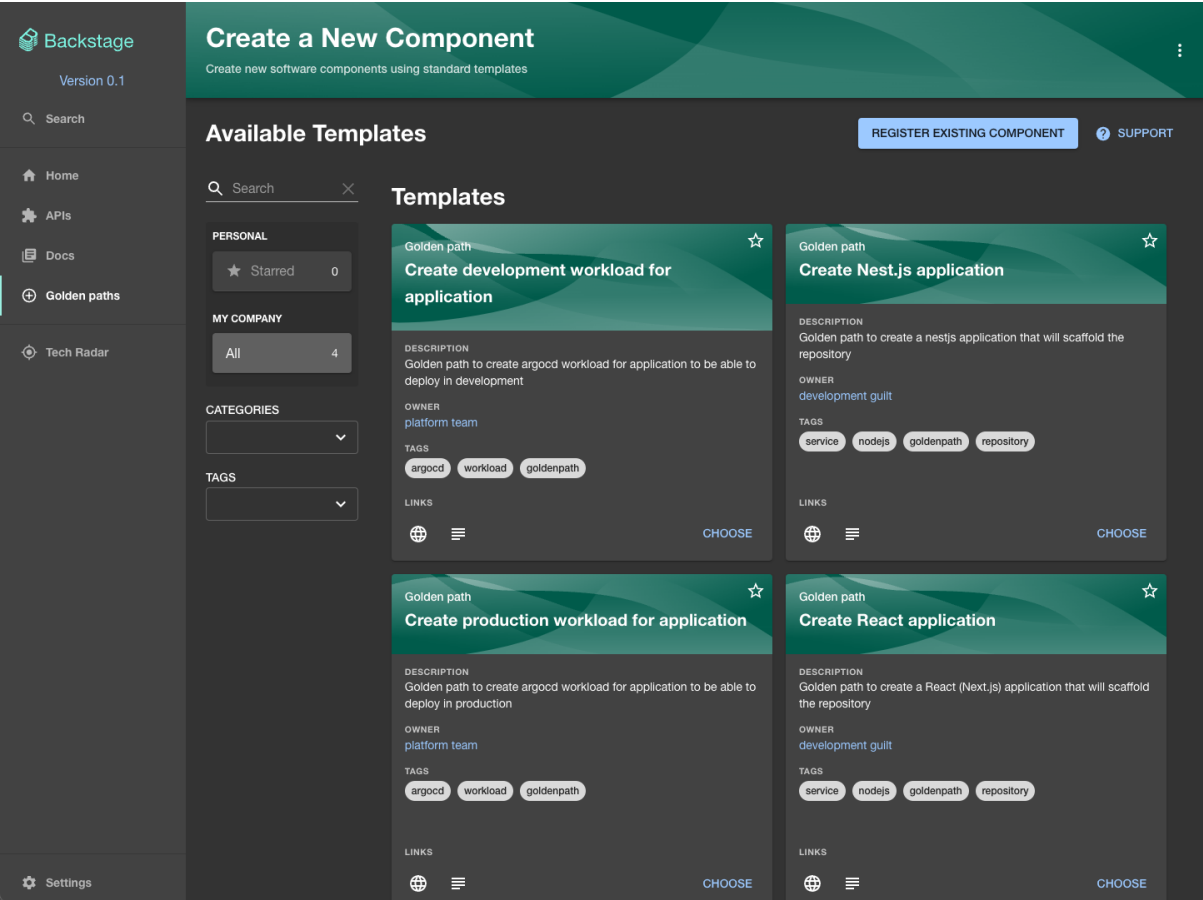 Backstage
Version 0.1
Search
Home
APIs
Docs
Golden paths
Tech Radar
Settings
Create a New Component
Create new software components using standard templates
Available Templates
REGISTER EXISTING COMPONENT
SUPPORT
Search
PERSONAL
Starred 0
MY COMPANY
All 4
CATEGORIES
TAGS
Templates
Golden path
Create development workload for
application
DESCRIPTION
Golden path to create argocd workload for application to be able to
deploy in development
OWNER
platform team
TAGS
argocd workload goldenpath
LINKS
CHOOSE
Golden path
Create Nest.js application
DESCRIPTION
Golden path to create a nestjs application that will scaffold the
repository
OWNER
development guilt
TAGS
service nodejs goldenpath repository
LINKS
CHOOSE
Golden path
Create production workload for application
DESCRIPTION
Golden path to create argocd workload for application to be able to
deploy in production
OWNER
platform team
TAGS
argocd workload goldenpath
LINKS
CHOOSE
Golden path
Create React application
DESCRIPTION
Golden path to create a React (Next.js) application that will scaffold
the repository
OWNER
development guilt
TAGS
service nodejs goldenpath repository
LINKS
CHOOSE